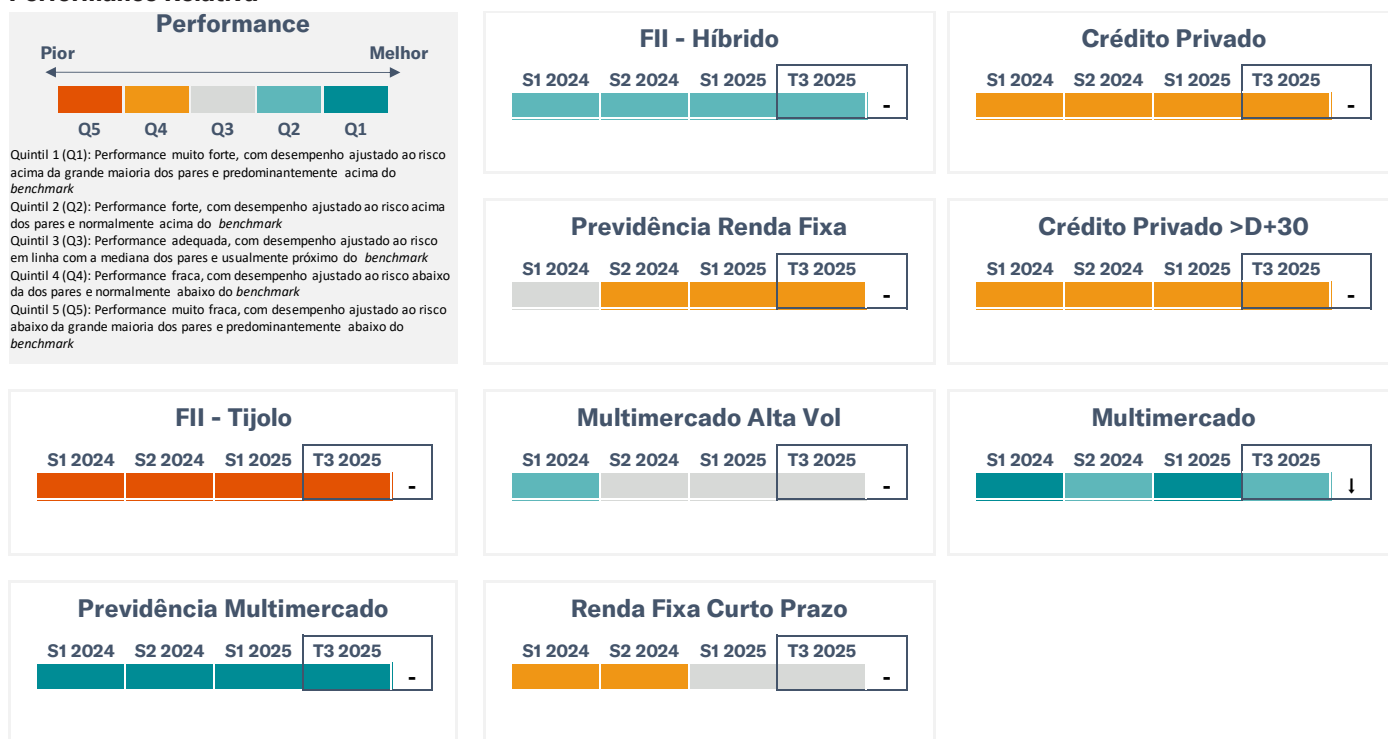 Performance Relativa
Performance
Pior Melhor
Q5 Q4 Q3 Q2 Q1
Quintil 1 (Q1): Performance muito forte, com desempenho ajustado ao risco
acima da grande maioria dos pares e predominantemente acima do
benchmark
Quintil 2 (Q2): Performance forte, com desempenho ajustado ao risco acima
dos pares e normalmente acima do benchmark
Quintil 3 (Q3): Performance adequada, com desempenho ajustado ao risco
em linha com a mediana dos pares e usualmente próximo do benchmark
Quintil 4 (Q4): Performance fraca, com desempenho ajustado ao risco abaixo
da dos pares e normalmente abaixo do benchmark
Quintil 5 (Q5): Performance muito fraca, com desempenho ajustado ao risco
abaixo da grande maioria dos pares e predominantemente abaixo do
benchmark
FII - Híbrido
S1 2024 S2 2024 S1 2025 T3 2025
-
Crédito Privado
S1 2024 S2 2024 S1 2025 T3 2025
-
Previdência Renda Fixa
S1 2024 S2 2024 S1 2025 T3 2025
-
Crédito Privado >D+30
S1 2024 S2 2024 S1 2025 T3 2025
-
FII - Tijolo
S1 2024 S2 2024 S1 2025 T3 2025
-
Multimercado Alta Vol
S1 2024 S2 2024 S1 2025 T3 2025
-
Multimercado
S1 2024 S2 2024 S1 2025 T3 2025
↓
Previdência Multimercado
S1 2024 S2 2024 S1 2025 T3 2025
-
Renda Fixa Curto Prazo
S1 2024 S2 2024 S1 2025 T3 2025
-